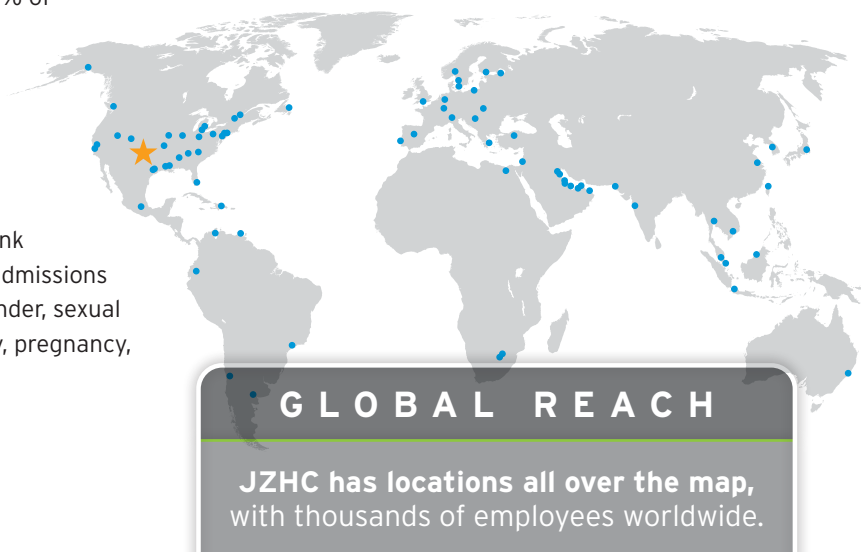 % of
nk
dmissions
nder, sexual
, pregnancy,
GLOBAL REACH
JZHC has locations all over the map,
with thousands of employees worldwide.